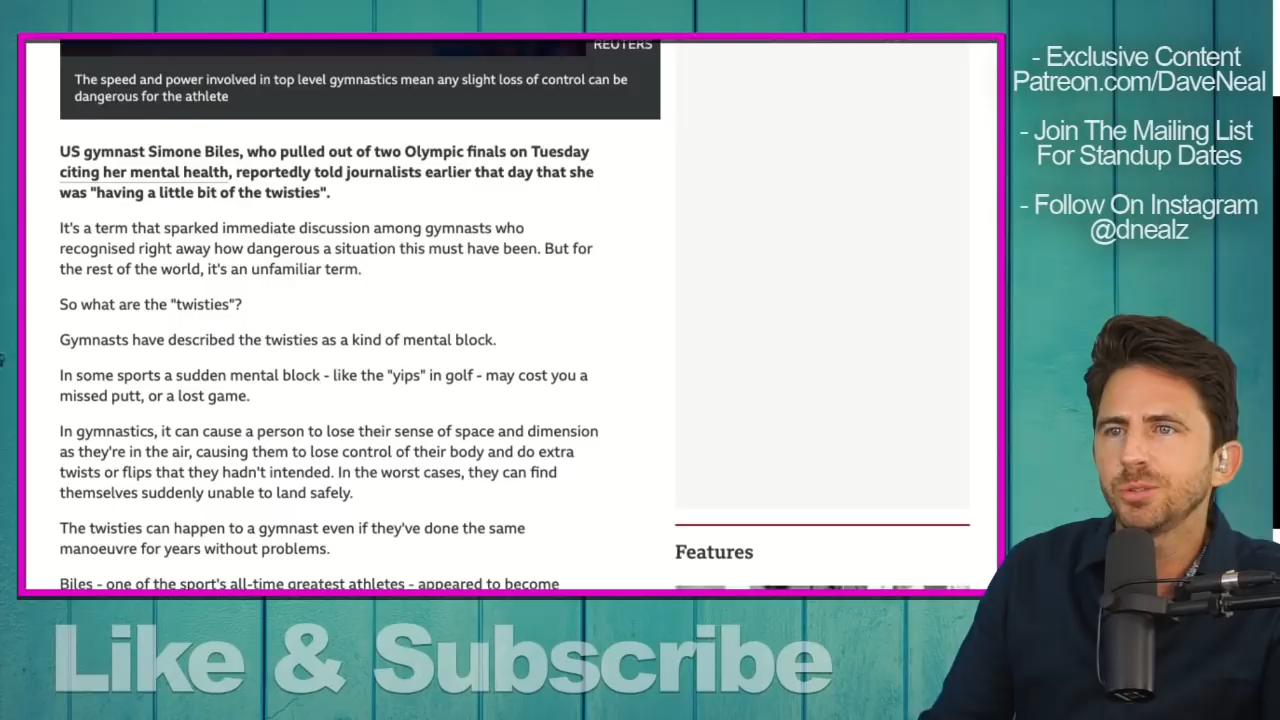 REUTERS
The speed and power involved in top level gymnastics mean any slight loss of control can be
dangerous for the athlete
US gymnast Simone Biles, who pulled out of two Olympic finals on Tuesday
citing her mental health, reportedly told journalists earlier that day that she
was "having a little bit of the twisties".
It's a term that sparked immediate discussion among gymnasts who
recognised right away how dangerous a situation this must have been. But for
the rest of the world, it's an unfamiliar term.
So what are the "twisties"?
Gymnasts have described the twisties as a kind of mental block.
In some sports a sudden mental block - like the "yips" in golf - may cost you a
missed putt, or a lost game.
In gymnastics, it can cause a person to lose their sense of space and dimension
as they're in the air, causing them to lose control of their body and do extra
twists or flips that they hadn't intended. In the worst cases, they can find
themselves suddenly unable to land safely.
The twisties can happen to a gymnast even if they've done the same
manoeuvre for years without problems.
Biles - one of the sport's all-time greatest athletes - appeared to become
Features
- Exclusive Content
Patreon.com/DaveNeal
- Join The Mailing List
For Standup Dates
- Follow On Instagram
@dnealz
Like & Subscribe